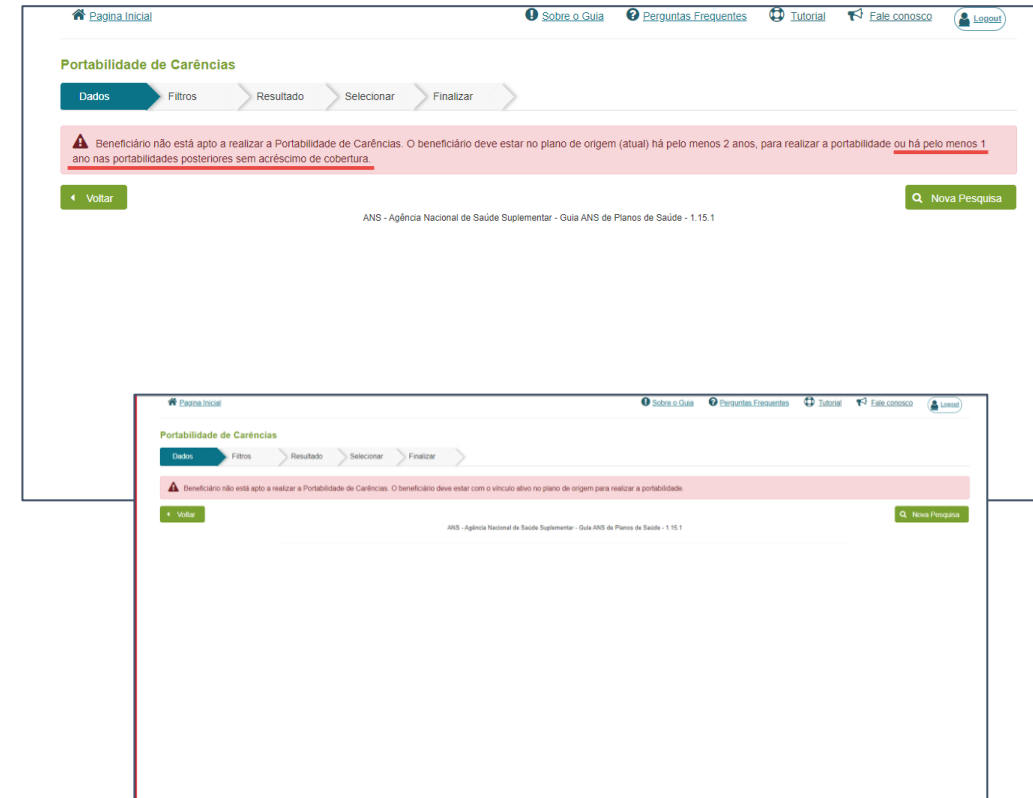 Pagina Inicial Sobre o Guia Perguntas Frequentes Tutorial Fale conosco Logout
Portabilidade de Carências
Dados Filtros Resultado Selecionar Finalizar
Beneficiário não está apto a realizar a Portabilidade de Carências. O beneficiário deve estar no plano de origem (atual) há pelo menos 2 anos, para realizar a portabilidade ou há pelo menos 1
ano nas portabilidades posteriores sem acréscimo de cobertura.
Voltar Nova Pesquisa
ANS - Agência Nacional de Saúde Suplementar - Guia ANS de Planos de Saúde - 1.15.1
Pagina Inicial Sobre o Guia Perguntas Frequentes Tutorial Fale conosco Logout
Portabilidade de Carências
Dados Filtros Resultado Selecionar Finalizar
Beneficiário não está apto a realizar a Portabilidade de Carências. O beneficiário deve estar com o vínculo ativo no plano de origem para realizar a portabilidade.
Voltar Nova Pesquisa
ANS - Agência Nacional de Saúde Suplementar - Guia ANS de Planos de Saúde - 1.15.1